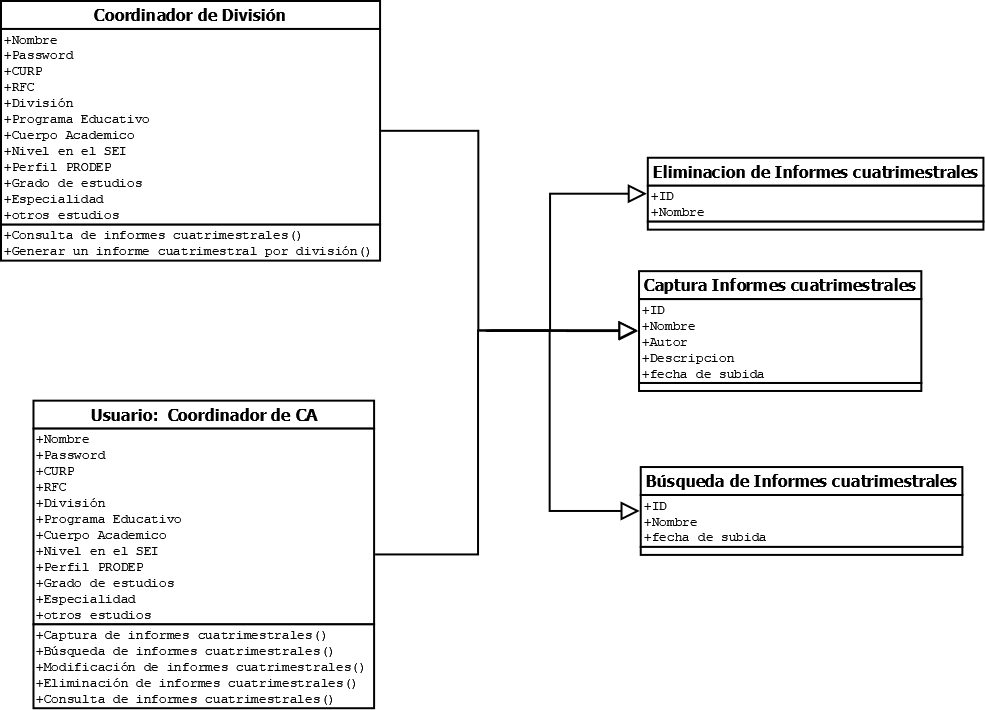 Coordinador de División
+Nombre
+Password
+CURP
+RFC
+División
+Programa Educativo
+Cuerpo Academico
+Nivel en el SEI
+Perfil PRODEP
+Grado de estudios
+Especialidad
+otros estudios
+Consulta de informes cuatrimestrales()
+Generar un informe cuatrimestral por división()
Eliminacion de Informes cuatrimestrales
+ID
+Nombre
Captura Informes cuatrimestrales
+ID
+Nombre
+Autor
+Descripcion
+fecha de subida
Usuario:  Coordinador de CA
+Nombre
+Password
+CURP
+RFC
+División
+Programa Educativo
+Cuerpo Academico
+Nivel en el SEI
+Perfil PRODEP
+Grado de estudios
+Especialidad
+otros estudios
+Captura de informes cuatrimestrales()
+Búsqueda de informes cuatrimestrales()
+Modificación de informes cuatrimestrales()
+Eliminación de informes cuatrimestrales()
+Consulta de informes cuatrimestrales()
Búsqueda de Informes cuatrimestrales
+ID
+Nombre
+fecha de subida